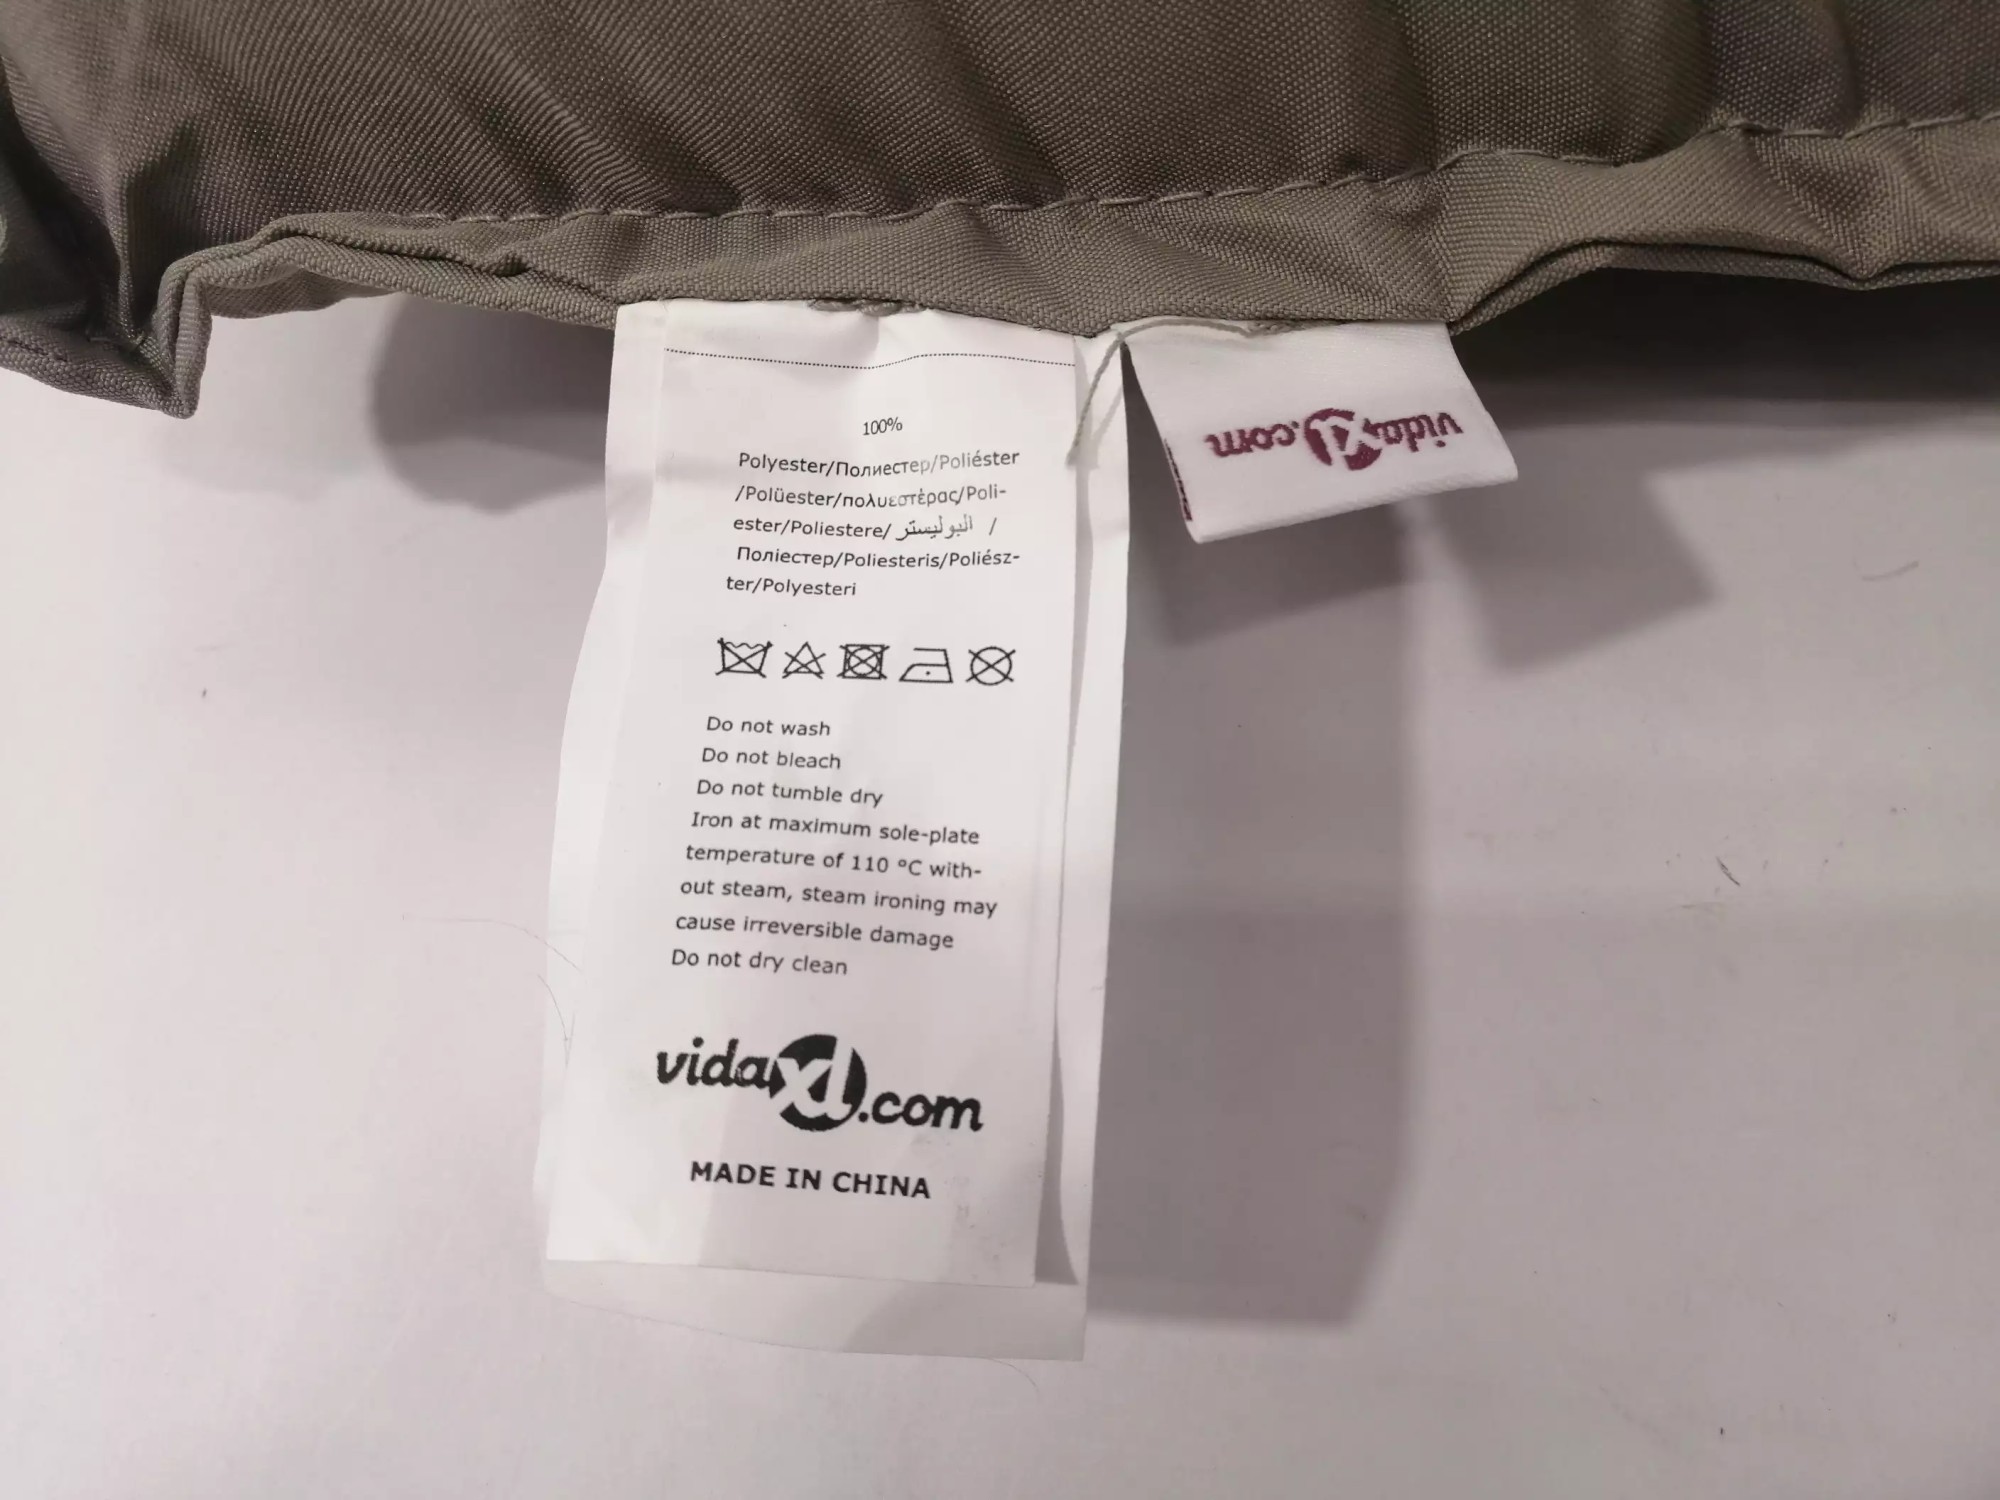 100%
Polyester/Полиестер/Poliéster
/Polüester/πολυεστέρας/Poli-
ester/Poliestere/ البوليستر /
Поліестер/Poliesteris/Poliész-
ter/Polyesteri
Do not wash
Do not bleach
Do not tumble dry
Iron at maximum sole-plate
temperature of 110 °C with-
out steam, steam ironing may
cause irreversible damage
Do not dry clean
vidaXL.com
MADE IN CHINA
vidaXL.com